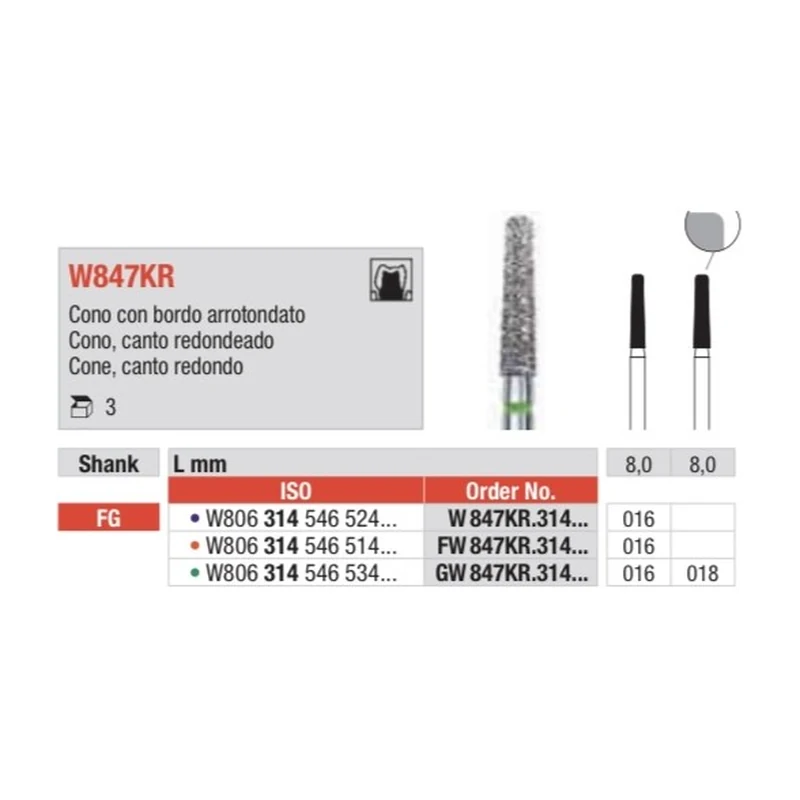 W847KR
Cono con bordo arrotondato
Cono, canto redondeado
Cone, canto redondo
3
Shank L mm 8,0 8,0
ISO Order No.
FG • W806 314 546 524... W 847KR.314... 016
• W806 314 546 514... FW 847KR.314... 016
• W806 314 546 534... GW 847KR.314... 016 018